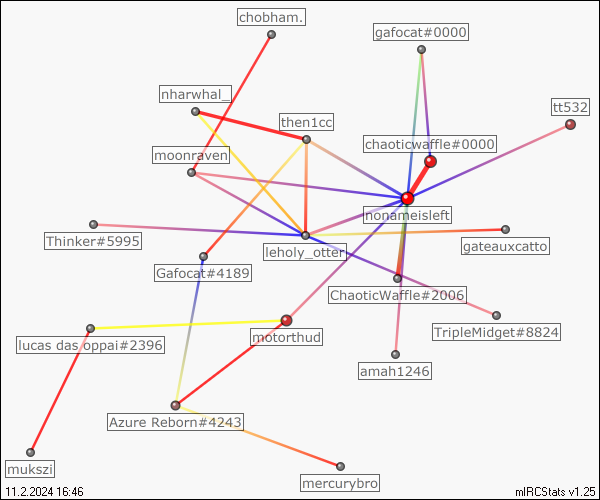 chobham.
gafocat#0000
nharwhal_
tt532
then1cc
chaoticwaffle#0000
moonraven
nonameisleft
Thinker#5995
leholy_otter
gateauxcatto
Gafocat#4189
ChaoticWaffle#2006
TripleMidget#8824
motorthud
lucas das oppai#2396
amah1246
Azure Reborn#4243
mukszi
mercurybro
11.2.2024 16:46
mIRCStats v1.25